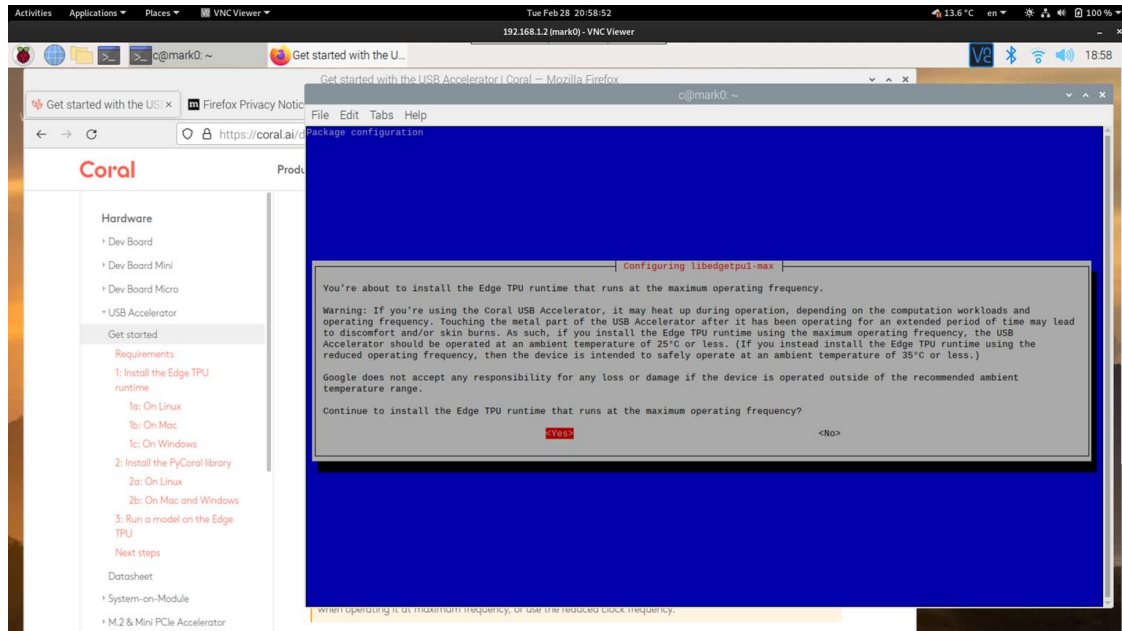 Activities Applications Places VNC Viewer Tue Feb 28 20:58:52 13.6 °C en 100 %
192.168.1.2 (mark0) - VNC Viewer
c@mark0: ~ Get started with the U... 18:58
Get started with the USB Accelerator | Coral — Mozilla Firefox
Get started with the US Firefox Privacy Notic
c@mark0: ~
File Edit Tabs Help
https://coral.ai/d
Package configuration
Coral Produ
Hardware
Dev Board
Dev Board Mini
Dev Board Micro
USB Accelerator
Get started
Requirements
1: Install the Edge TPU
runtime
1a: On Linux
1b: On Mac
1c: On Windows
2: Install the PyCoral library
2a: On Linux
2b: On Mac and Windows
3: Run a model on the Edge
TPU
Next steps
Datasheet
System-on-Module
M.2 & Mini PCIe Accelerator
Configuring libedgetpu1-max
You're about to install the Edge TPU runtime that runs at the maximum operating frequency.
Warning: If you're using the Coral USB Accelerator, it may heat up during operation, depending on the computation workloads and
operating frequency. Touching the metal part of the USB Accelerator after it has been operating for an extended period of time may lead
to discomfort and/or skin burns. As such, if you install the Edge TPU runtime using the maximum operating frequency, the USB
Accelerator should be operated at an ambient temperature of 25°C or less. (If you instead install the Edge TPU runtime using the
reduced operating frequency, then the device is intended to safely operate at an ambient temperature of 35°C or less.)
Google does not accept any responsibility for any loss or damage if the device is operated outside of the recommended ambient
temperature range.
Continue to install the Edge TPU runtime that runs at the maximum operating frequency?
<Yes> <No>
when operating it at maximum frequency, or use the reduced clock frequency.